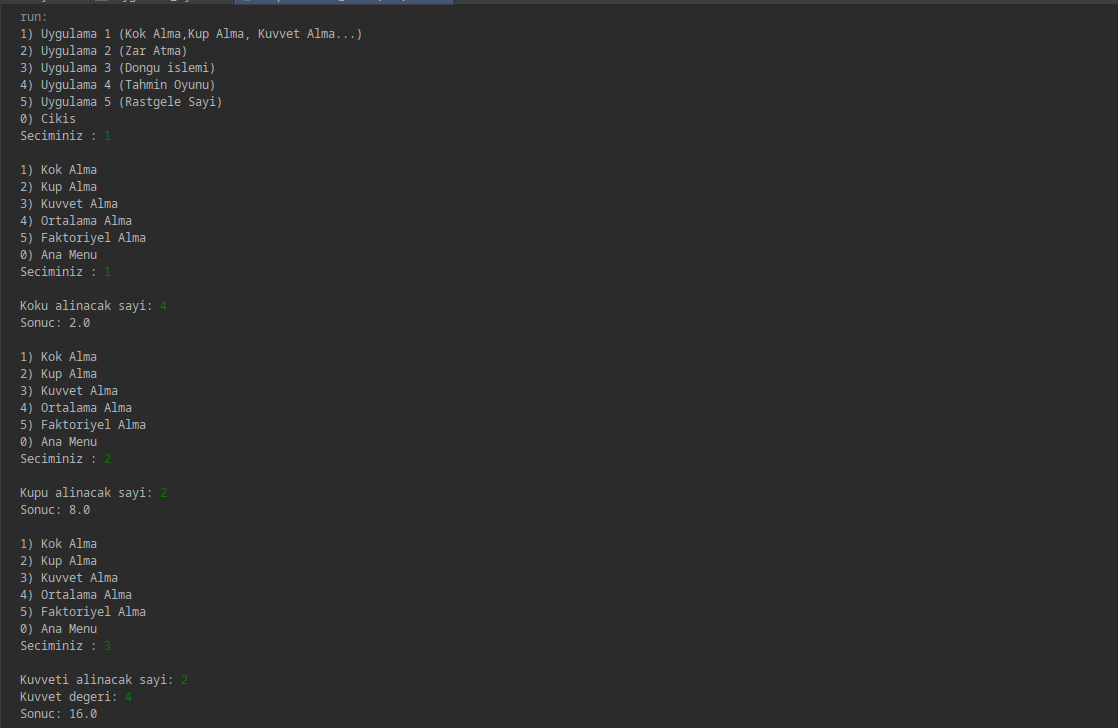 run:
1) Uygulama 1 (Kok Alma,Kup Alma, Kuvvet Alma...)
2) Uygulama 2 (Zar Atma)
3) Uygulama 3 (Dongu islemi)
4) Uygulama 4 (Tahmin Oyunu)
5) Uygulama 5 (Rastgele Sayi)
0) Cikis
Seciminiz : 1
1) Kok Alma
2) Kup Alma
3) Kuvvet Alma
4) Ortalama Alma
5) Faktoriyel Alma
0) Ana Menu
Seciminiz : 1
Koku alinacak sayi: 4
Sonuc: 2.0
1) Kok Alma
2) Kup Alma
3) Kuvvet Alma
4) Ortalama Alma
5) Faktoriyel Alma
0) Ana Menu
Seciminiz : 2
Kupu alinacak sayi: 2
Sonuc: 8.0
1) Kok Alma
2) Kup Alma
3) Kuvvet Alma
4) Ortalama Alma
5) Faktoriyel Alma
0) Ana Menu
Seciminiz : 3
Kuvveti alinacak sayi: 2
Kuvvet degeri: 4
Sonuc: 16.0